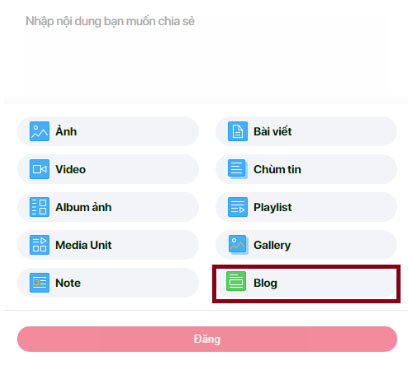 Nhập nội dung bạn muốn chia sẻ
Ảnh
Bài viết
Video
Chùm tin
Album ảnh
Playlist
Media Unit
Gallery
Note
Blog
Đăng